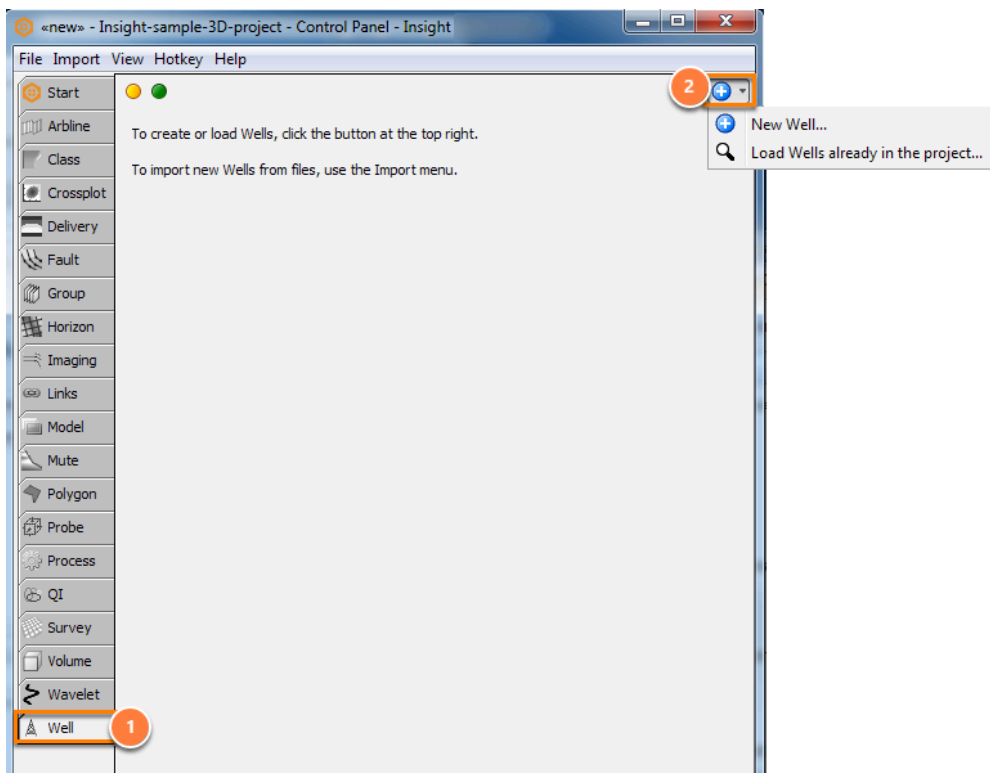 «new» - Insight-sample-3D-project - Control Panel - Insight
File Import View Hotkey Help
Start
Arbline
Class
Crossplot
Delivery
Fault
Group
Horizon
Imaging
Links
Model
Mute
Polygon
Probe
Process
QI
Survey
Volume
Wavelet
Well
1
To create or load Wells, click the button at the top right.
To import new Wells from files, use the Import menu.
2
New Well...
Load Wells already in the project...